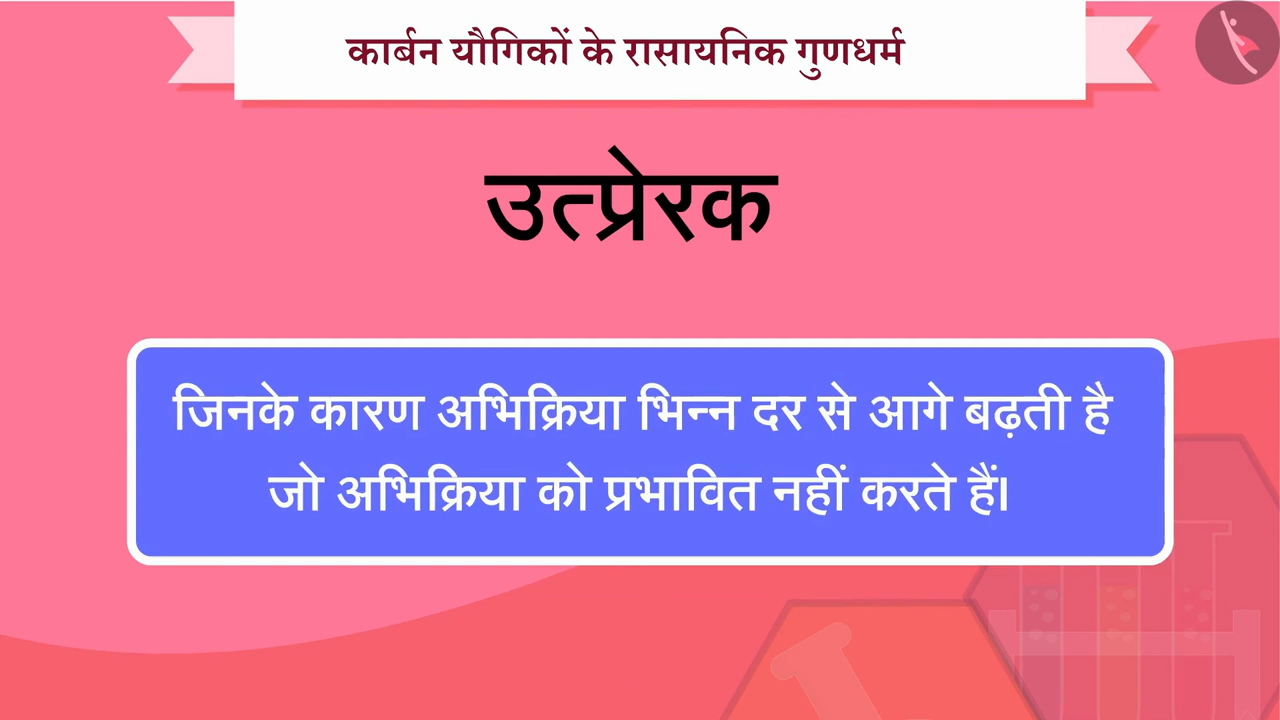 कार्बन यौगिकों के रासायनिक गुणधर्म
उत्प्रेरक
जिनके कारण अभिक्रिया भिन्न दर से आगे बढ़ती है
जो अभिक्रिया को प्रभावित नहीं करते हैं।